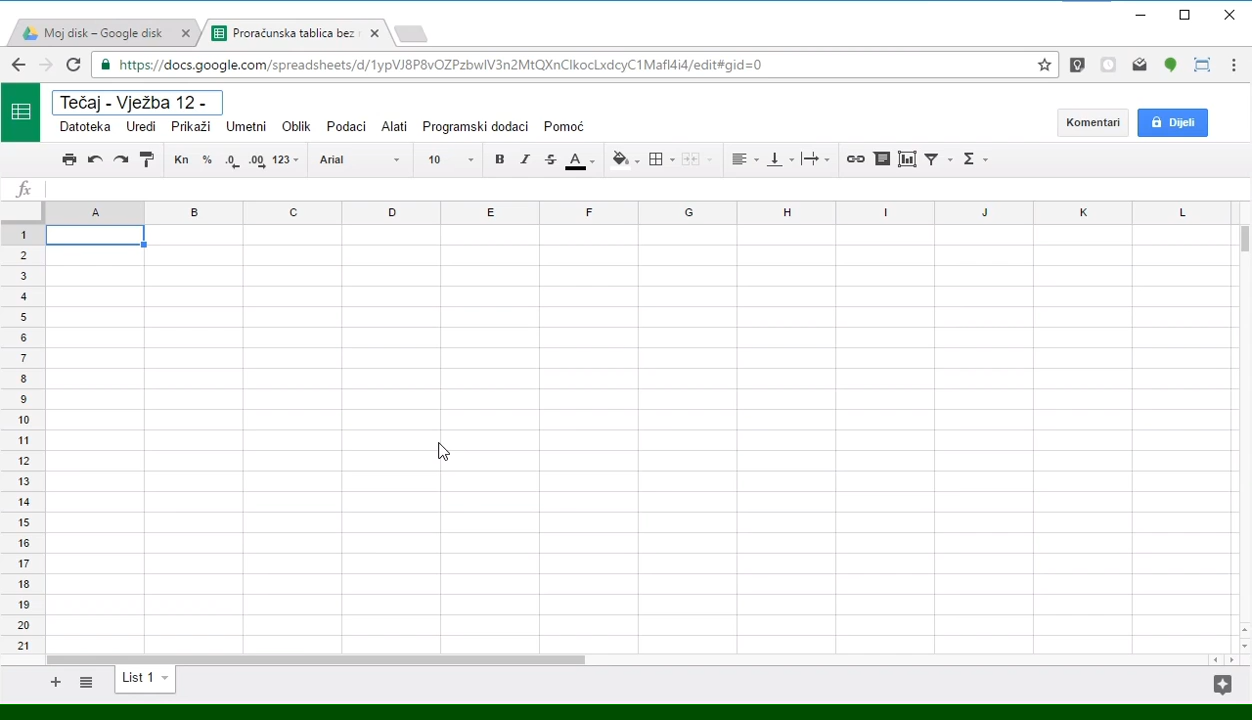 Moj disk – Google disk
Proračunska tablica bez
https://docs.google.com/spreadsheets/d/1ypVJ8P8vOZPzbwIV3n2MtQXnClkocLxdcyC1Mafl4i4/edit#gid=0
Tečaj - Vježba 12 -
Datoteka Uredi Prikaži Umetni Oblik Podaci Alati Programski dodaci Pomoć
Komentari
Dijeli
Kn % .0 .00 123 Arial 10 B I S A Σ
fx
A B C D E F G H I J K L
1
2
3
4
5
6
7
8
9
10
11
12
13
14
15
16
17
18
19
20
21
+ List 1